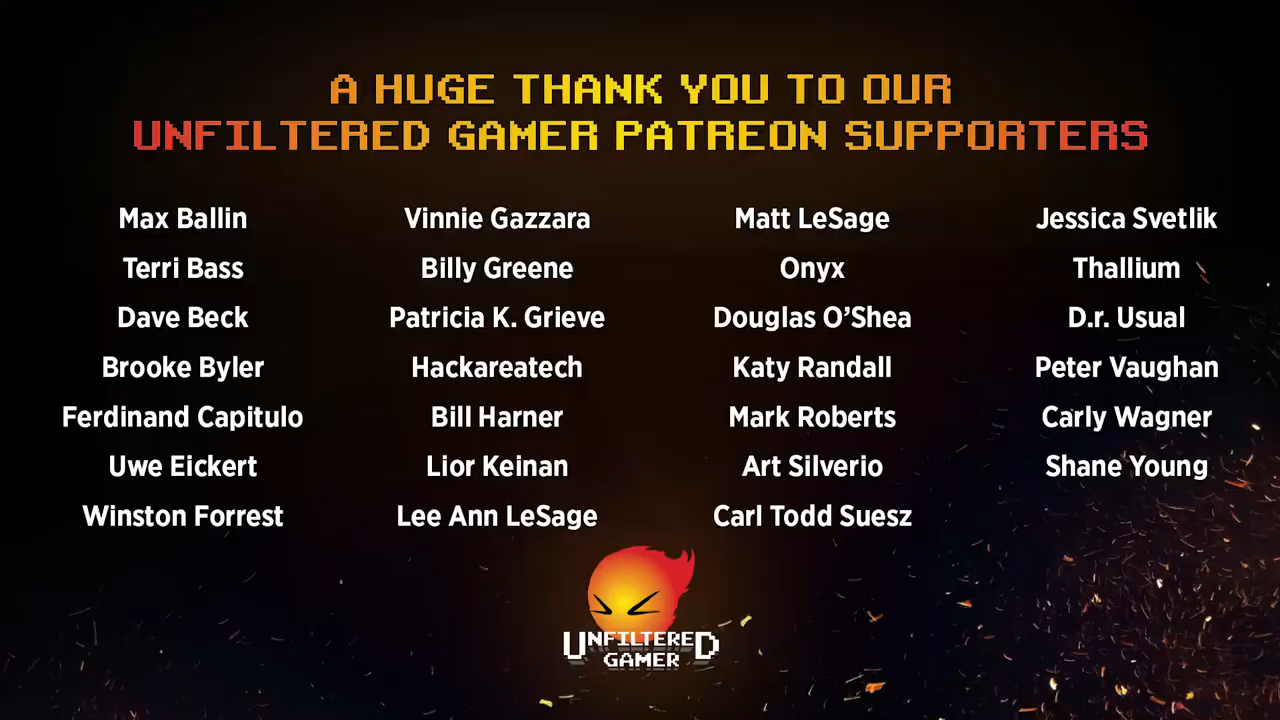 A HUGE THANK YOU TO OUR
UNFILTERED GAMER PATREON SUPPORTERS
Max Ballin
Terri Bass
Dave Beck
Brooke Byler
Ferdinand Capitulo
Uwe Eickert
Winston Forrest
Vinnie Gazzara
Billy Greene
Patricia K. Grieve
Hackareatech
Bill Harner
Lior Keinan
Lee Ann LeSage
Matt LeSage
Onyx
Douglas O’Shea
Katy Randall
Mark Roberts
Art Silverio
Carl Todd Suesz
Jessica Svetlik
Thallium
D.r. Usual
Peter Vaughan
Carly Wagner
Shane Young
UNFILTERED
GAMER